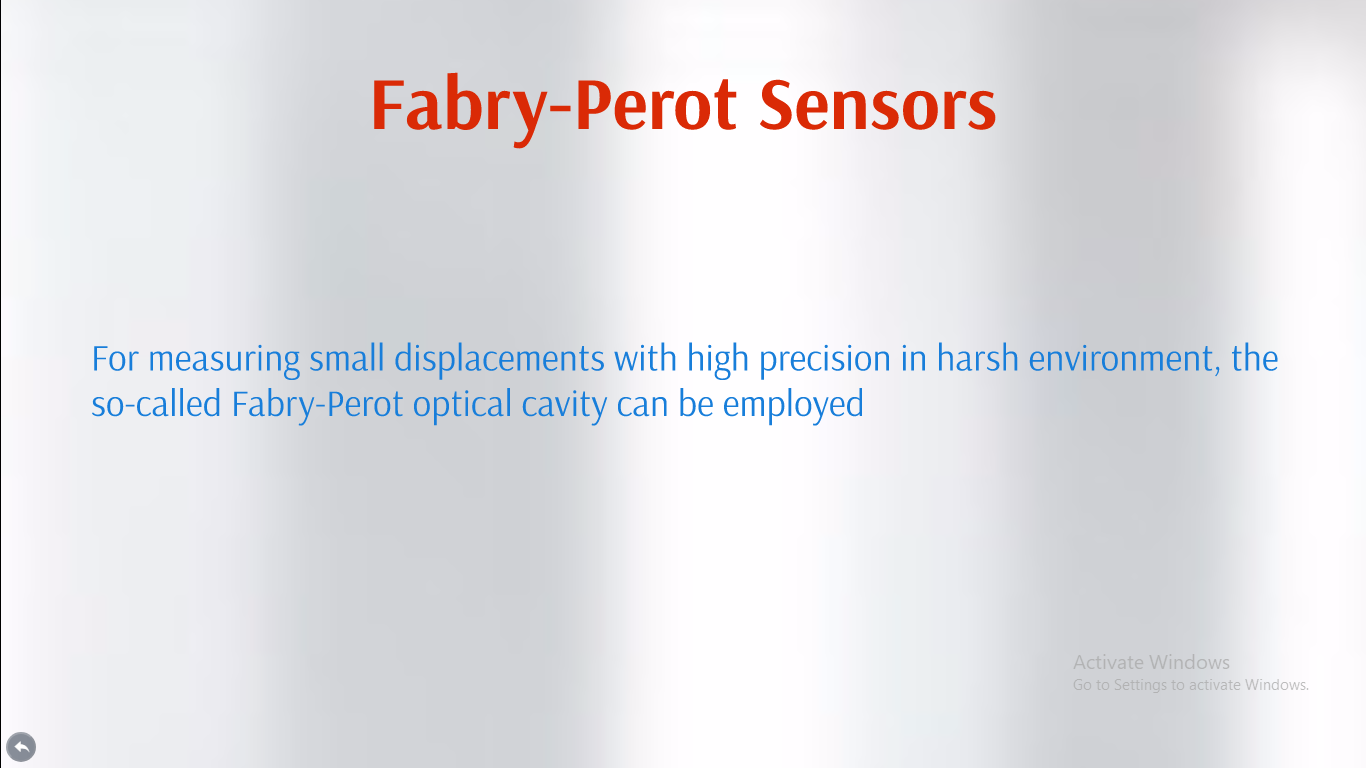 Fabry-Perot Sensors
For measuring small displacements with high precision in harsh environment, the
so-called Fabry-Perot optical cavity can be employed
Activate Windows
Go to Settings to activate Windows.